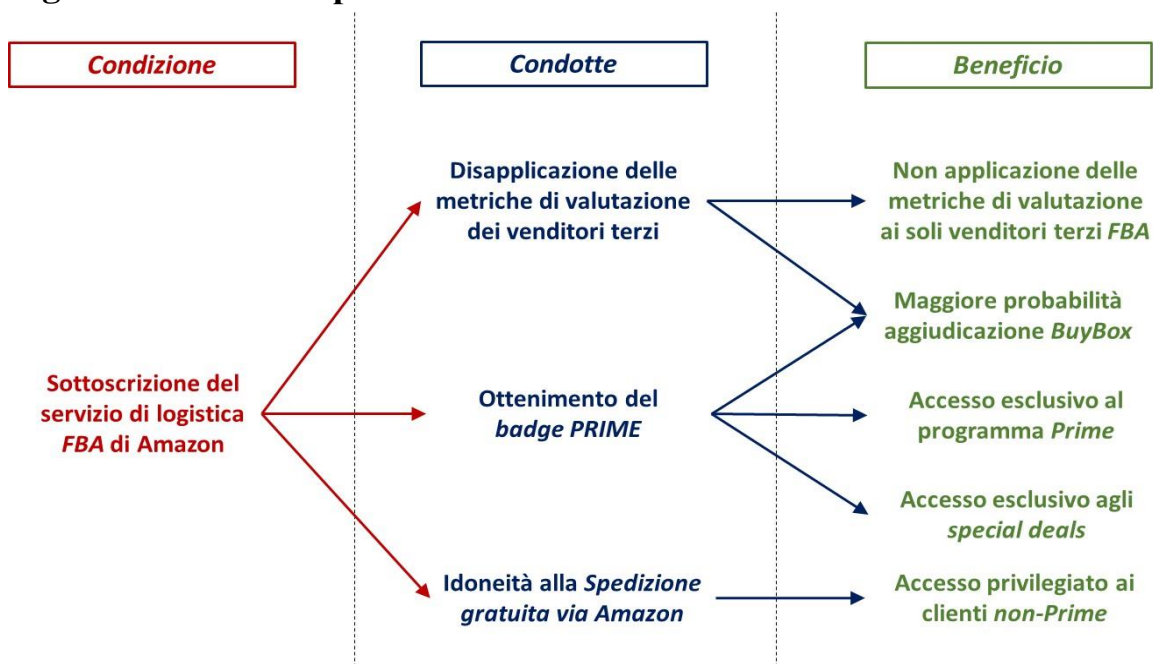 Condizione
Condotte
Beneficio
Disapplicazione delle
metriche di valutazione
dei venditori terzi
Non applicazione delle
metriche di valutazione
ai soli venditori terzi FBA
Maggiore probabilità
aggiudicazione BuyBox
Sottoscrizione del
servizio di logistica
FBA di Amazon
Ottenimento del
badge PRIME
Accesso esclusivo al
programma Prime
Accesso esclusivo agli
special deals
Idoneità alla Spedizione
gratuita via Amazon
Accesso privilegiato ai
clienti non-Prime